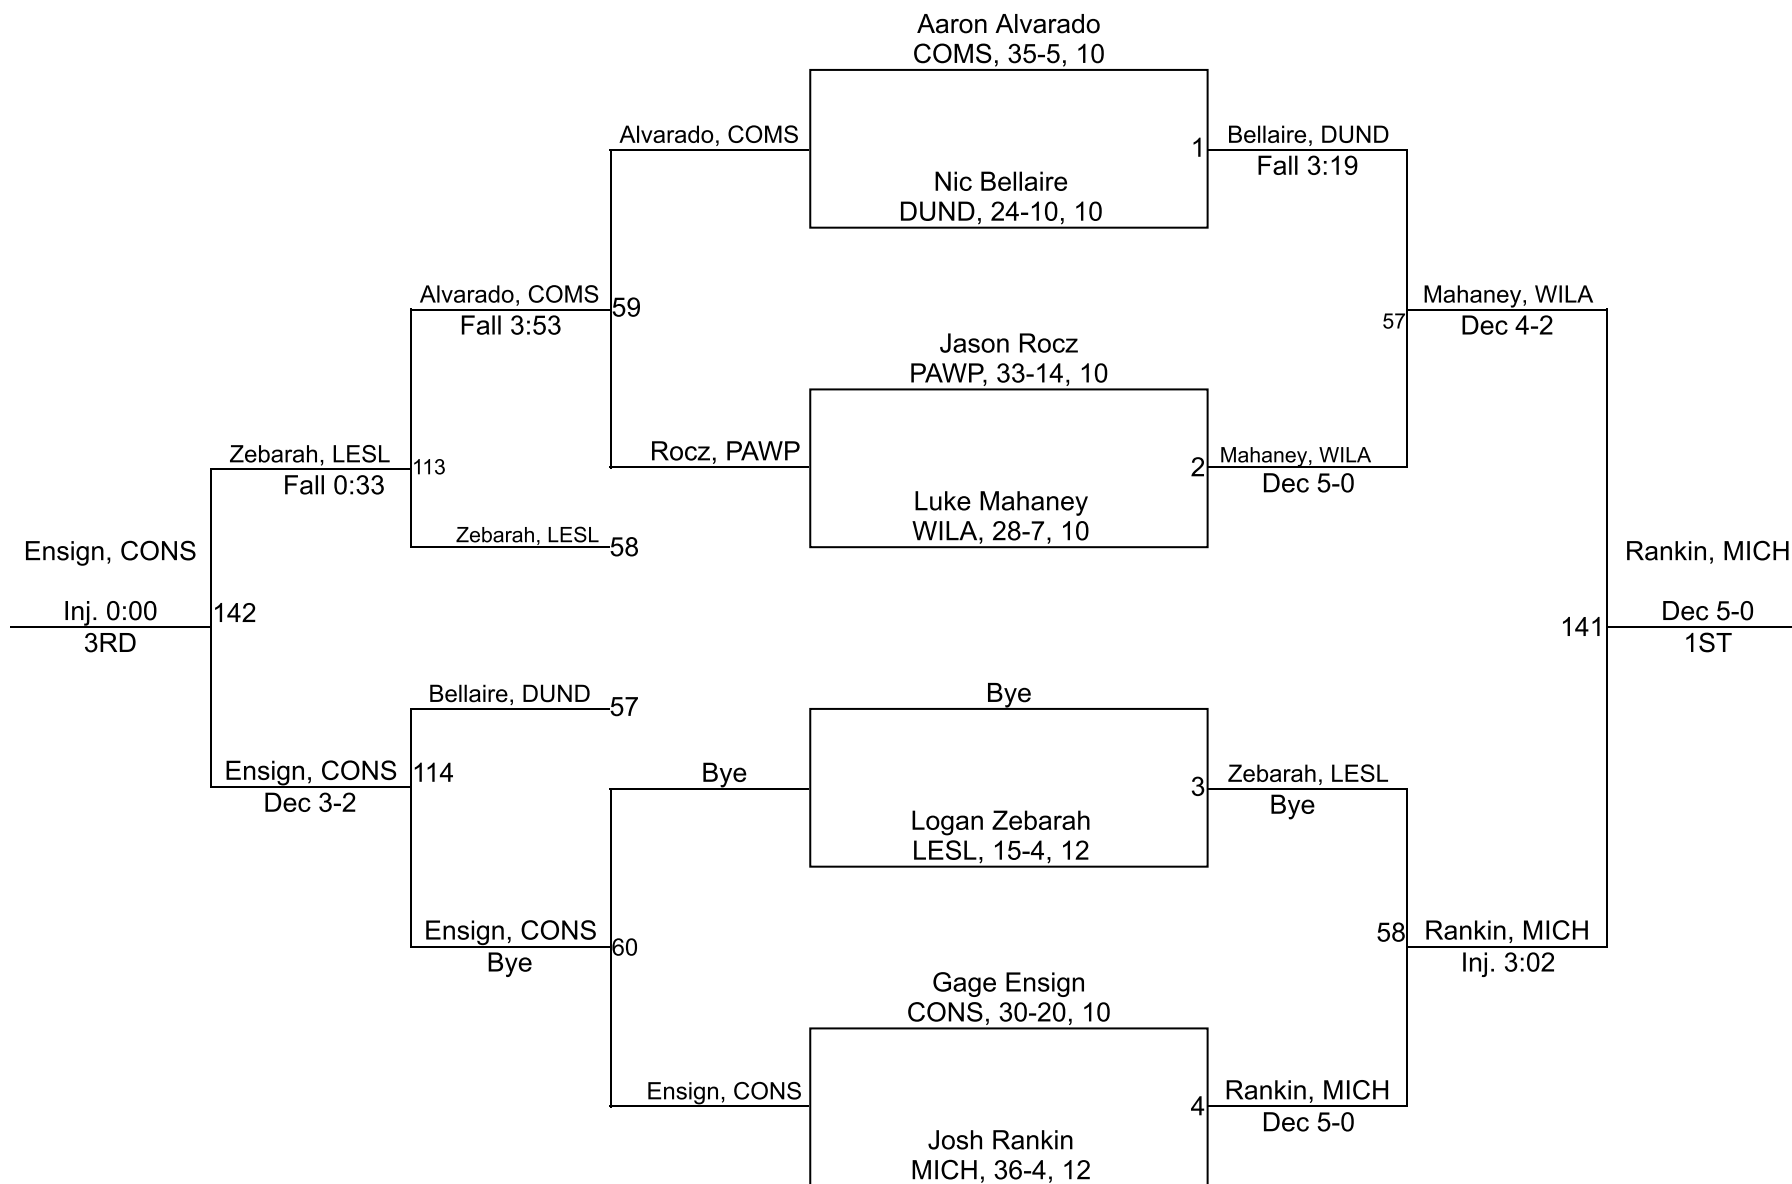 Aaron Alvarado
COMS, 35-5, 10
Alvarado, COMS
1
Bellaire, DUND
Fall 3:19
Nic Bellaire
DUND, 24-10, 10
Alvarado, COMS
Fall 3:53
59
57
Mahaney, WILA
Dec 4-2
Jason Rocz
PAWP, 33-14, 10
Rocz, PAWP
2
Mahaney, WILA
Dec 5-0
Zebarah, LESL
Fall 0:33
113
Luke Mahaney
WILA, 28-7, 10
Zebarah, LESL
58
Ensign, CONS
Inj. 0:00
3RD
142
Rankin, MICH
141
Dec 5-0
1ST
Bellaire, DUND
57
Bye
Ensign, CONS
Dec 3-2
114
Bye
3
Zebarah, LESL
Bye
Logan Zebarah
LESL, 15-4, 12
Ensign, CONS
Bye
60
58
Rankin, MICH
Inj. 3:02
Gage Ensign
CONS, 30-20, 10
Ensign, CONS
4
Rankin, MICH
Dec 5-0
Josh Rankin
MICH, 36-4, 12